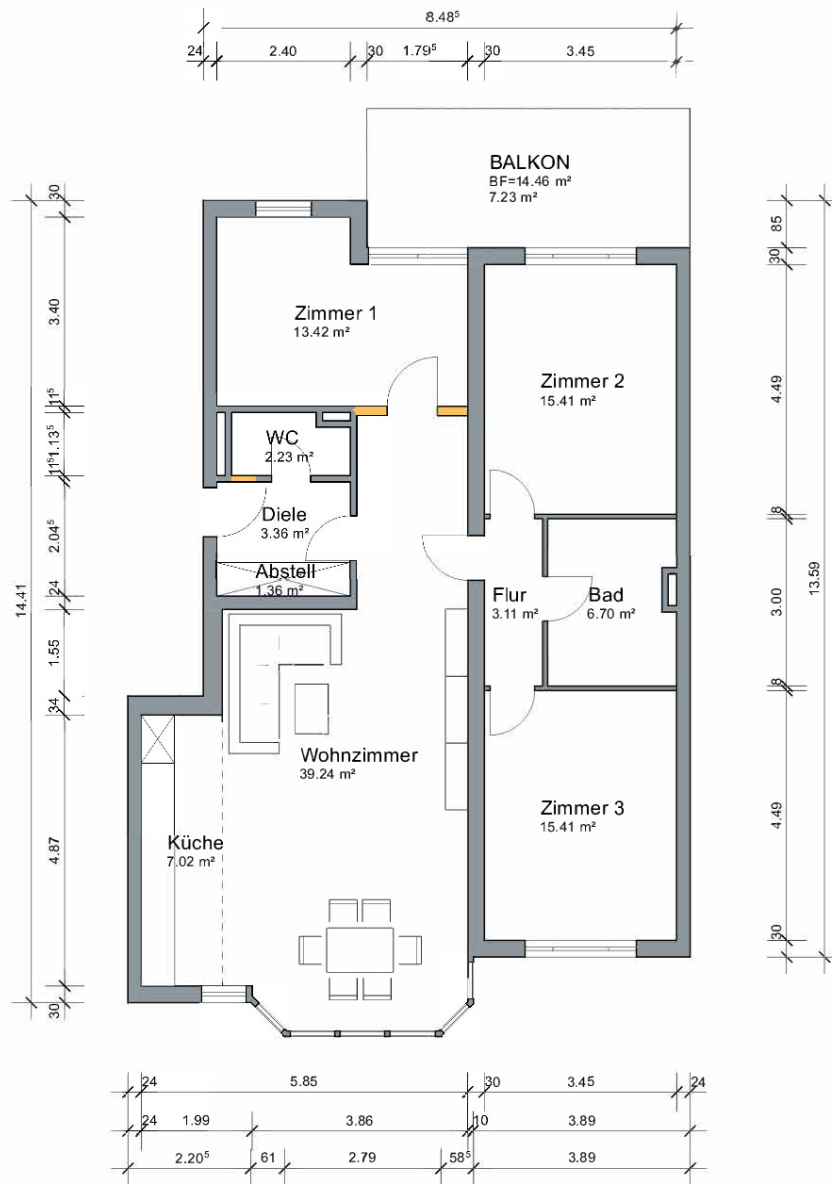 8.48⁵
24 2.40 30 1.79⁵ 30 3.45
BALKON
BF=14.46 m²
7.23 m²
30
3.40
11⁵
1.13⁵
11⁵
2.04⁵
24
1.55
34
4.87
30
14.41
85
30
4.49
8
3.00
8
4.49
30
13.59
Zimmer 1
13.42 m²
Zimmer 2
15.41 m²
WC
2.23 m²
Diele
3.36 m²
Abstell
1.36 m²
Flur
3.11 m²
Bad
6.70 m²
Wohnzimmer
39.24 m²
Zimmer 3
15.41 m²
Küche
7.02 m²
24 5.85 30 3.45 24
24 1.99 3.86 10 3.89
2.20⁵ 61 2.79 58⁵ 3.89